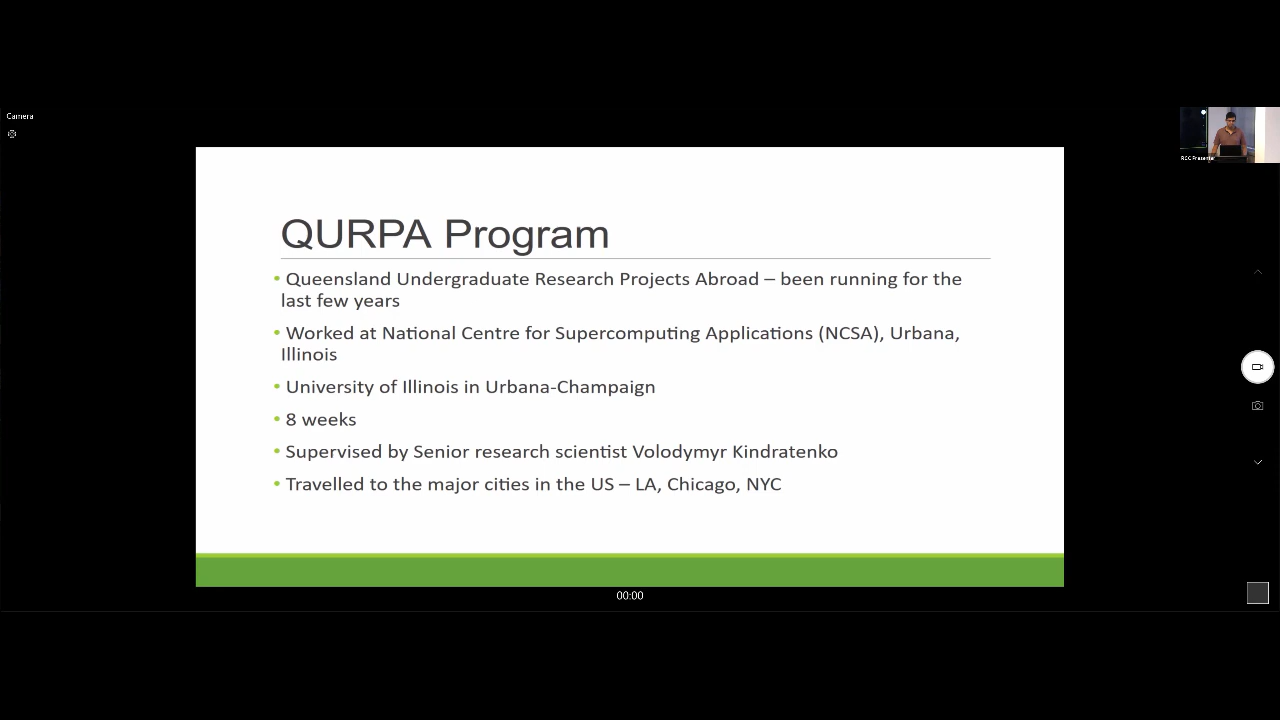 Camera
RCC Presenter
QURPA Program
• Queensland Undergraduate Research Projects Abroad – been running for the
last few years
• Worked at National Centre for Supercomputing Applications (NCSA), Urbana,
Illinois
• University of Illinois in Urbana-Champaign
• 8 weeks
• Supervised by Senior research scientist Volodymyr Kindratenko
• Travelled to the major cities in the US – LA, Chicago, NYC
00:00